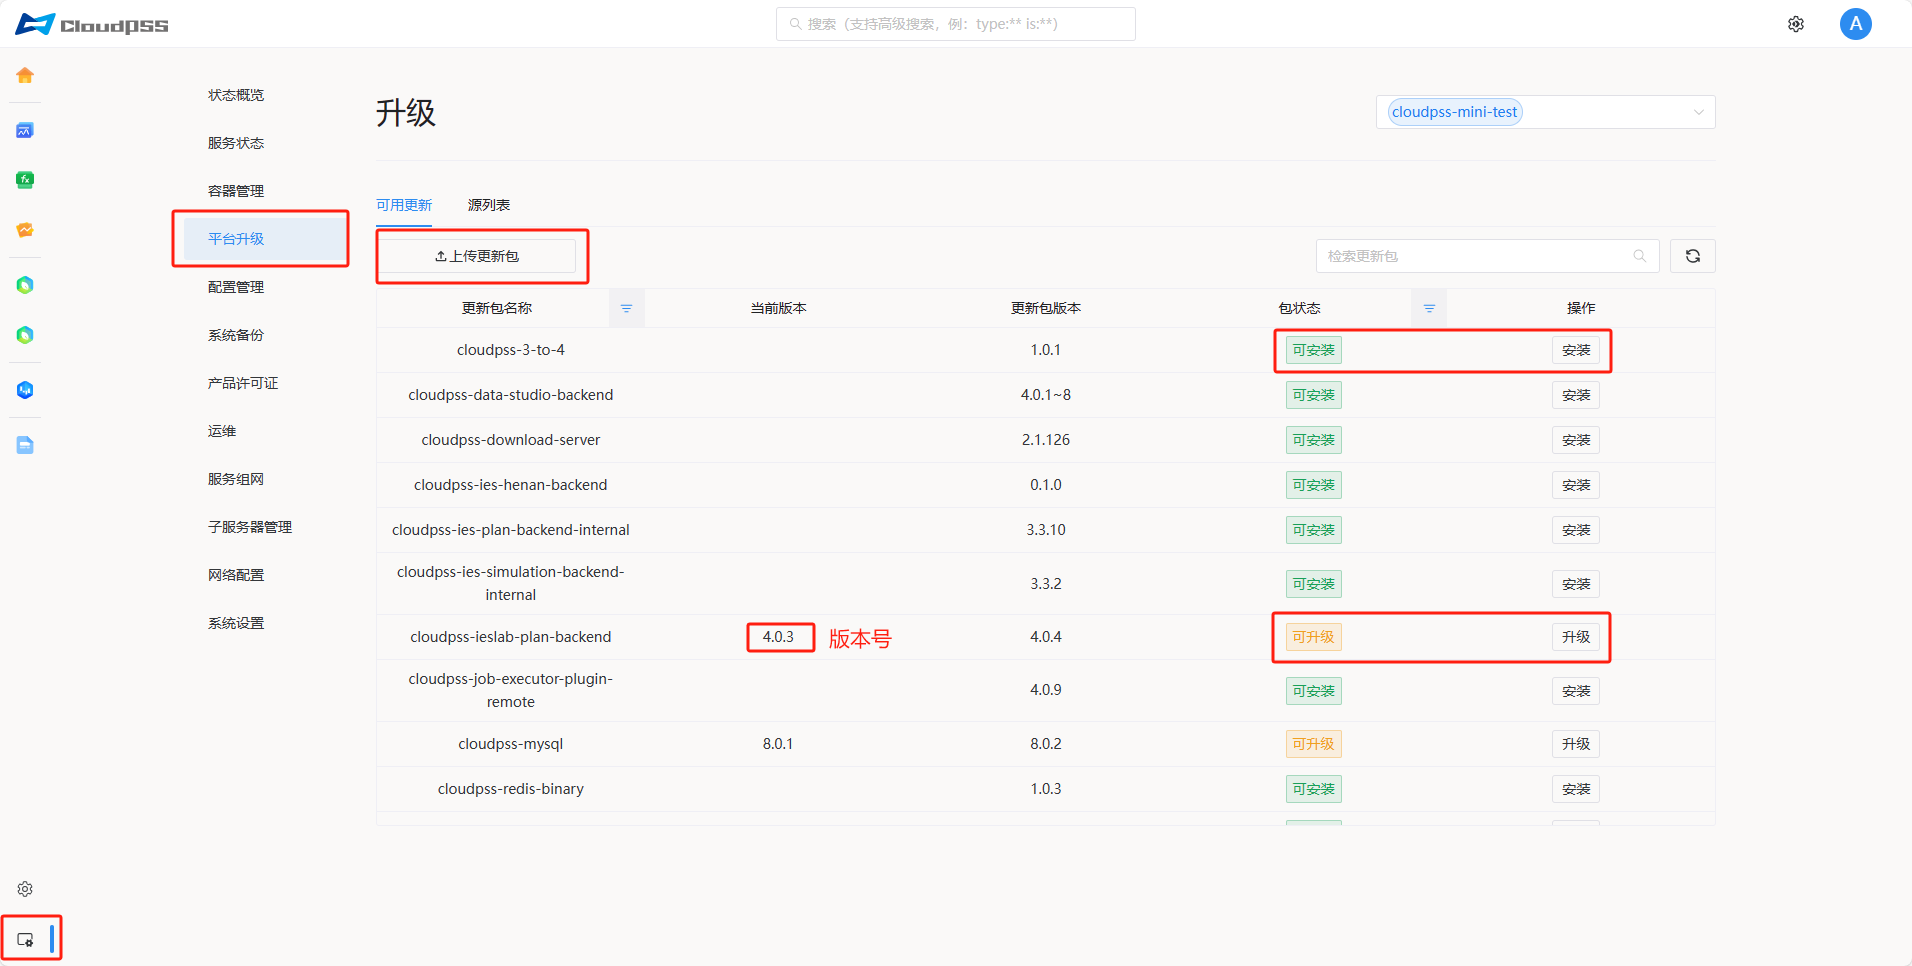 CloudPSS
搜索（支持高级搜索，例：type:** is:**）
A
状态概览
服务状态
容器管理
平台升级
配置管理
系统备份
产品许可证
运维
服务组网
子服务器管理
网络配置
系统设置
升级
cloudpss-mini-test
可用更新 源列表
上传更新包
检索更新包
更新包名称 当前版本 更新包版本 包状态 操作
cloudpss-3-to-4 1.0.1 可安装 安装
cloudpss-data-studio-backend 4.0.1~8 可安装 安装
cloudpss-download-server 2.1.126 可安装 安装
cloudpss-ies-henan-backend 0.1.0 可安装 安装
cloudpss-ies-plan-backend-internal 3.3.10 可安装 安装
cloudpss-ies-simulation-backend-
internal 3.3.2 可安装 安装
cloudpss-ieslab-plan-backend 4.0.3 版本号 4.0.4 可升级 升级
cloudpss-job-executor-plugin-
remote 4.0.9 可安装 安装
cloudpss-mysql 8.0.1 8.0.2 可升级 升级
cloudpss-redis-binary 1.0.3 可安装 安装